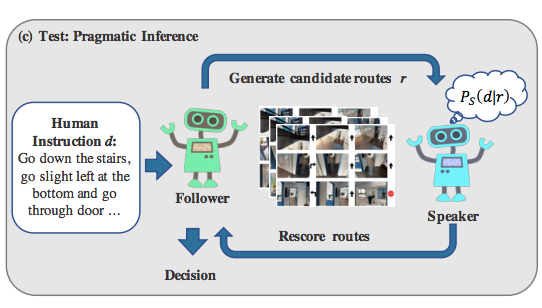 (c) Test: Pragmatic Inference
Generate candidate routes r
P_S(d|r)
Human
Instruction d:
Go down the stairs,
go slight left at the
bottom and go
through door ...
Follower
Speaker
Rescore routes
Decision